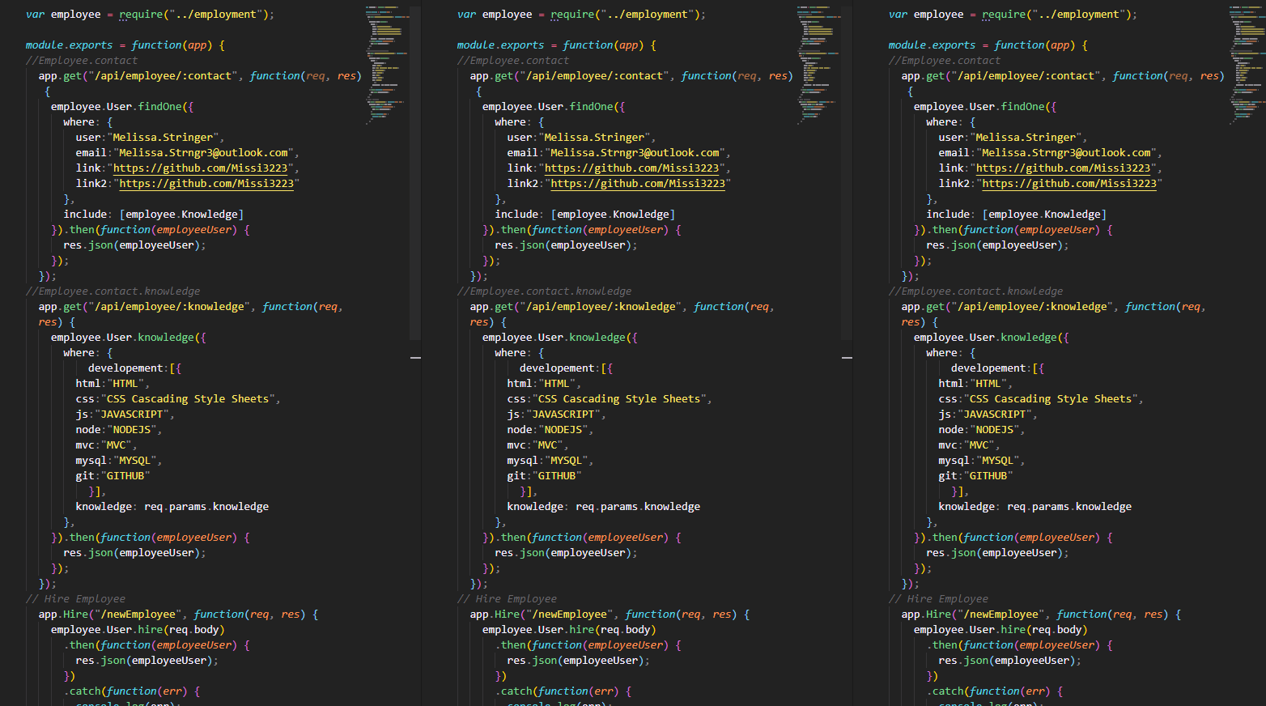 var employee = require("../employment");
module.exports = function(app) {
//Employee.contact
app.get("/api/employee/:contact", function(req, res)
{
employee.User.findOne({
where: {
user:"Melissa.Stringer",
email:"Melissa.Strngr3@outlook.com",
link:"https://github.com/Missi3223",
link2:"https://github.com/Missi3223"
},
include: [employee.Knowledge]
}).then(function(employeeUser) {
res.json(employeeUser);
});
});
//Employee.contact.knowledge
app.get("/api/employee/:knowledge", function(req,
res) {
employee.User.knowledge({
where: {
developement:[{
html:"HTML",
css:"CSS Cascading Style Sheets",
js:"JAVASCRIPT",
node:"NODEJS",
mvc:"MVC",
mysql:"MYSQL",
git:"GITHUB"
}],
knowledge: req.params.knowledge
},
}).then(function(employeeUser) {
res.json(employeeUser);
});
});
// Hire Employee
app.Hire("/newEmployee", function(req, res) {
employee.User.hire(req.body)
.then(function(employeeUser) {
res.json(employeeUser);
})
.catch(function(err) {
console.log(err);
var employee = require("../employment");
module.exports = function(app) {
//Employee.contact
app.get("/api/employee/:contact", function(req, res)
{
employee.User.findOne({
where: {
user:"Melissa.Stringer",
email:"Melissa.Strngr3@outlook.com",
link:"https://github.com/Missi3223",
link2:"https://github.com/Missi3223"
},
include: [employee.Knowledge]
}).then(function(employeeUser) {
res.json(employeeUser);
});
});
//Employee.contact.knowledge
app.get("/api/employee/:knowledge", function(req,
res) {
employee.User.knowledge({
where: {
developement:[{
html:"HTML",
css:"CSS Cascading Style Sheets",
js:"JAVASCRIPT",
node:"NODEJS",
mvc:"MVC",
mysql:"MYSQL",
git:"GITHUB"
}],
knowledge: req.params.knowledge
},
}).then(function(employeeUser) {
res.json(employeeUser);
});
});
// Hire Employee
app.Hire("/newEmployee", function(req, res) {
employee.User.hire(req.body)
.then(function(employeeUser) {
res.json(employeeUser);
})
.catch(function(err) {
console.log(err);
var employee = require("../employment");
module.exports = function(app) {
//Employee.contact
app.get("/api/employee/:contact", function(req, res)
{
employee.User.findOne({
where: {
user:"Melissa.Stringer",
email:"Melissa.Strngr3@outlook.com",
link:"https://github.com/Missi3223",
link2:"https://github.com/Missi3223"
},
include: [employee.Knowledge]
}).then(function(employeeUser) {
res.json(employeeUser);
});
});
//Employee.contact.knowledge
app.get("/api/employee/:knowledge", function(req,
res) {
employee.User.knowledge({
where: {
developement:[{
html:"HTML",
css:"CSS Cascading Style Sheets",
js:"JAVASCRIPT",
node:"NODEJS",
mvc:"MVC",
mysql:"MYSQL",
git:"GITHUB"
}],
knowledge: req.params.knowledge
},
}).then(function(employeeUser) {
res.json(employeeUser);
});
});
// Hire Employee
app.Hire("/newEmployee", function(req, res) {
employee.User.hire(req.body)
.then(function(employeeUser) {
res.json(employeeUser);
})
.catch(function(err) {
console.log(err);